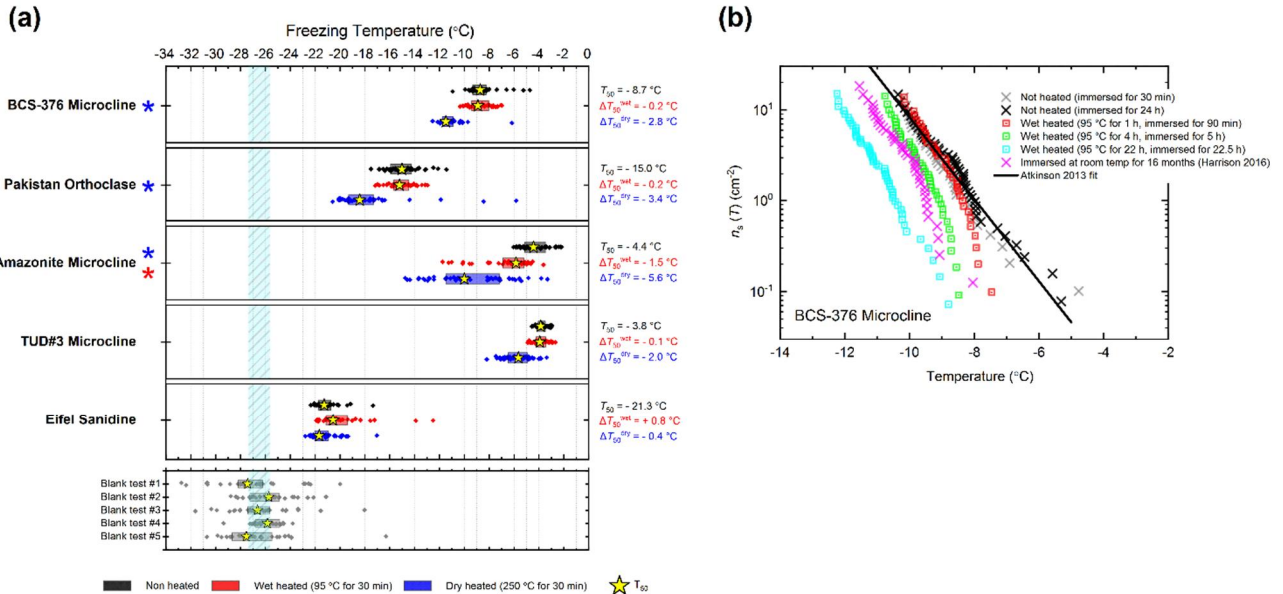 (a)
Freezing Temperature (°C)
-34 -32 -30 -28 -26 -24 -22 -20 -18 -16 -14 -12 -10 -8 -6 -4 -2 0
BCS-376 Microcline
*
T50 = - 8.7 °C
ΔT50wet = - 0.2 °C
ΔT50dry = - 2.8 °C
Pakistan Orthoclase
*
T50 = - 15.0 °C
ΔT50wet = - 0.2 °C
ΔT50dry = - 3.4 °C
Amazonite Microcline
*
*
T50 = - 4.4 °C
ΔT50wet = - 1.5 °C
ΔT50dry = - 5.6 °C
TUD#3 Microcline
T50 = - 3.8 °C
ΔT50wet = - 0.1 °C
ΔT50dry = - 2.0 °C
Eifel Sanidine
T50 = - 21.3 °C
ΔT50wet = + 0.8 °C
ΔT50dry = - 0.4 °C
Blank test #1
Blank test #2
Blank test #3
Blank test #4
Blank test #5
Non heated
Wet heated (95 °C for 30 min)
Dry heated (250 °C for 30 min)
T50
(b)
ns (T) (cm-2)
10^1
10^0
10^-1
Not heated (immersed for 30 min)
Not heated (immersed for 24 h)
Wet heated (95 °C for 1 h, immersed for 90 min)
Wet heated (95 °C for 4 h, immersed for 5 h)
Wet heated (95 °C for 22 h, immersed for 22.5 h)
Immersed at room temp for 16 months (Harrison 2016)
Atkinson 2013 fit
BCS-376 Microcline
-14 -12 -10 -8 -6 -4 -2
Temperature (°C)